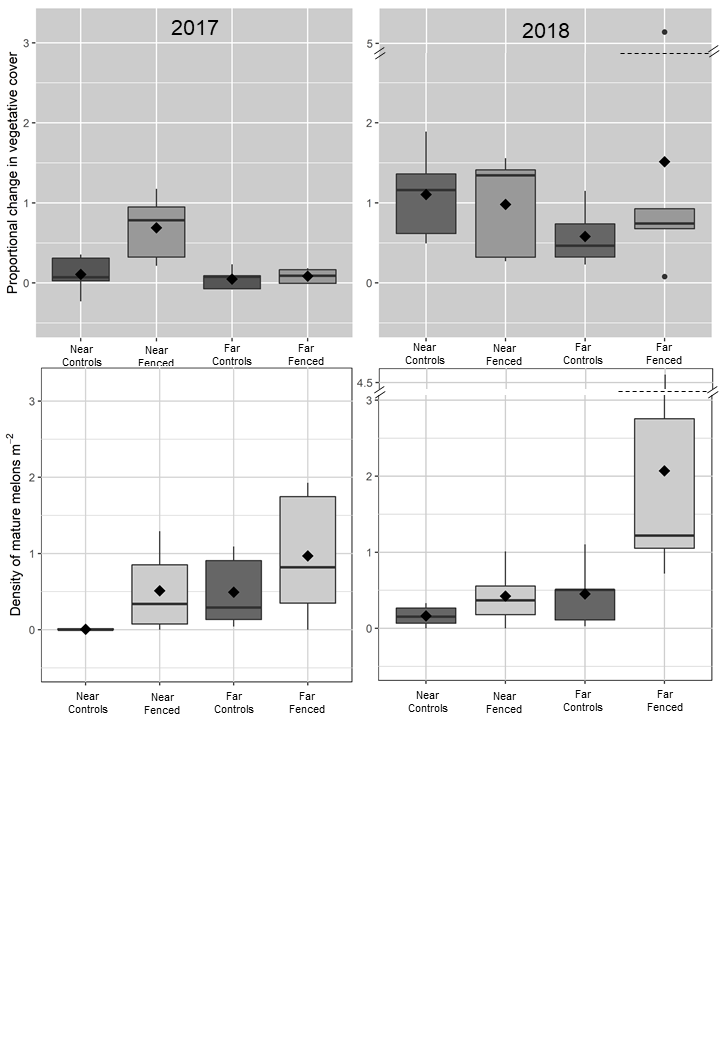 2017
2018
Proportional change in vegetative cover
3
2
1
0
5
2
1
0
Near
Controls
Near
Fenced
Far
Controls
Far
Fenced
Near
Controls
Near
Fenced
Far
Controls
Far
Fenced
Density of mature melons m⁻²
3
2
1
0
4.5
3
2
1
0
Near
Controls
Near
Fenced
Far
Controls
Far
Fenced
Near
Controls
Near
Fenced
Far
Controls
Far
Fenced